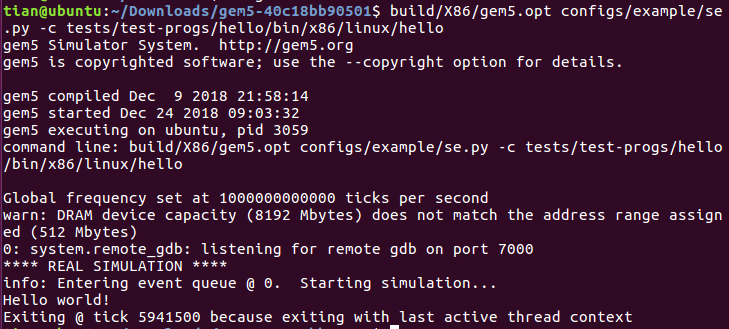 tian@ubuntu:~/Downloads/gem5-40c18bb90501$ build/X86/gem5.opt configs/example/se
.py -c tests/test-progs/hello/bin/x86/linux/hello
gem5 Simulator System.  http://gem5.org
gem5 is copyrighted software; use the --copyright option for details.

gem5 compiled Dec  9 2018 21:58:14
gem5 started Dec 24 2018 09:03:32
gem5 executing on ubuntu, pid 3059
command line: build/X86/gem5.opt configs/example/se.py -c tests/test-progs/hello
/bin/x86/linux/hello

Global frequency set at 1000000000000 ticks per second
warn: DRAM device capacity (8192 Mbytes) does not match the address range assign
ed (512 Mbytes)
0: system.remote_gdb: listening for remote gdb on port 7000
**** REAL SIMULATION ****
info: Entering event queue @ 0.  Starting simulation...
Hello world!
Exiting @ tick 5941500 because exiting with last active thread context